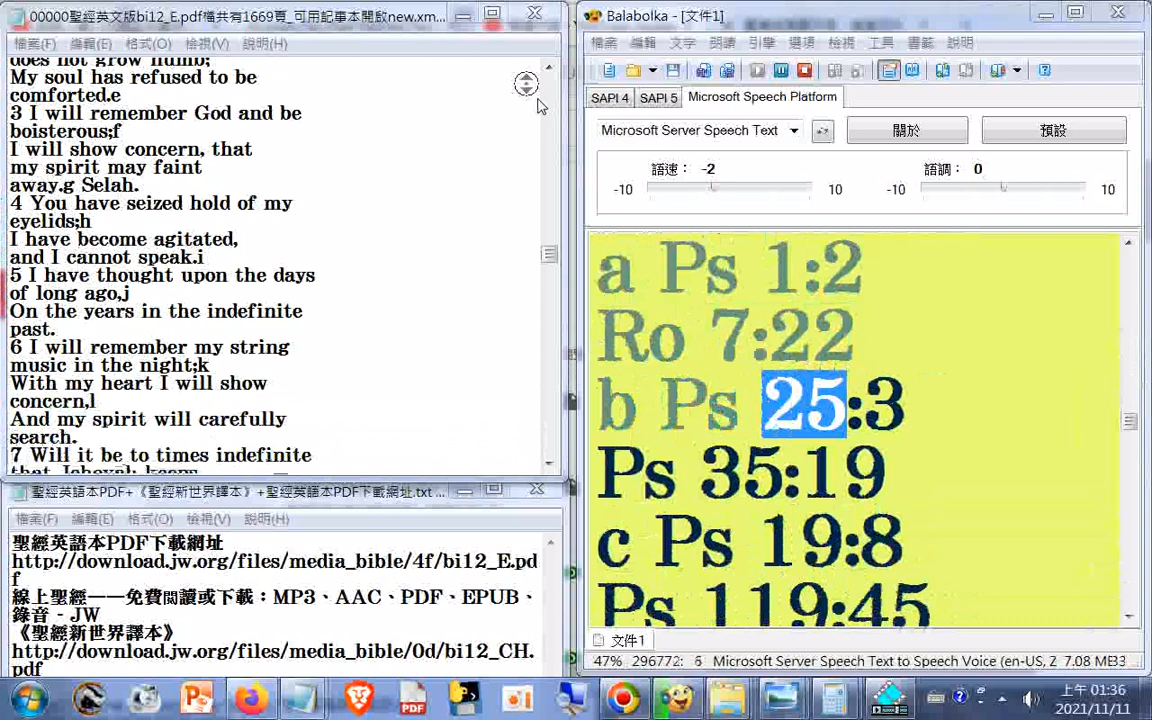 00000聖經英文版bi12_E.pdf檔共有1669頁_可用記事本開啟new.xm...
檔案(F) 編輯(E) 格式(O) 檢視(V) 說明(H)
does not grow numb;
My soul has refused to be
comforted.e
3 I will remember God and be
boisterous;f
I will show concern, that
my spirit may faint
away.g Selah.
4 You have seized hold of my
eyelids;h
I have become agitated,
and I cannot speak.i
5 I have thought upon the days
of long ago,j
On the years in the indefinite
past.
6 I will remember my string
music in the night;k
With my heart I will show
concern,l
And my spirit will carefully
search.
7 Will it be to times indefinite
that Jehovah keeps
聖經英語本PDF+《聖經新世界譯本》+聖經英語本PDF下載網址.txt ...
檔案(F) 編輯(E) 格式(O) 檢視(V) 說明(H)
聖經英語本PDF下載網址
http://download.jw.org/files/media_bible/4f/bi12_E.pd
f
線上聖經——免費閱讀或下載：MP3、AAC、PDF、EPUB、
錄音 - JW
《聖經新世界譯本》
http://download.jw.org/files/media_bible/0d/bi12_CH.
pdf
Balabolka - [文件1]
檔案 編輯 文字 朗讀 引擎 選項 檢視 工具 書籤 說明
SAPI 4 SAPI 5 Microsoft Speech Platform
Microsoft Server Speech Text 關於 預設
語速： -2 語調： 0
-10 10 -10 10
a Ps 1:2
Ro 7:22
b Ps 25:3
Ps 35:19
c Ps 19:8
Ps 119:45
文件1
47% 296772: 6 Microsoft Server Speech Text to Speech Voice (en-US, Z 7.08 MB
上午 01:36
2021/11/11